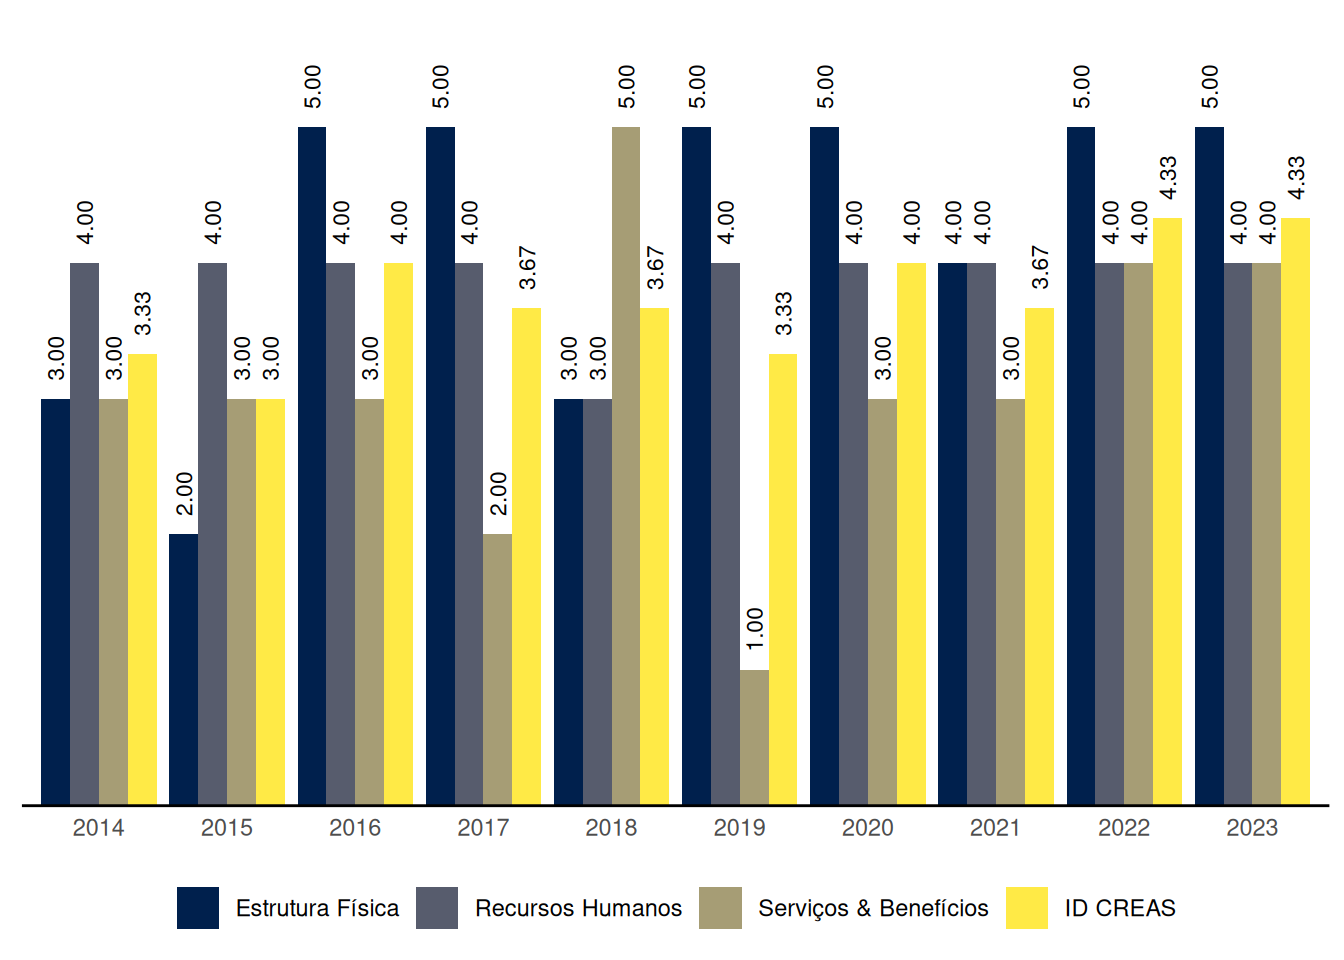 3.00 4.00 3.00 3.33
2.00 4.00 3.00 3.00
5.00 4.00 3.00 4.00
5.00 4.00 2.00 3.67
3.00 3.00 5.00 3.67
5.00 4.00 1.00 3.33
5.00 4.00 3.00 4.00
4.00 4.00 3.00 3.67
5.00 4.00 4.00 4.33
5.00 4.00 4.00 4.33
2014 2015 2016 2017 2018 2019 2020 2021 2022 2023
Estrutura Física Recursos Humanos Serviços & Benefícios ID CREAS